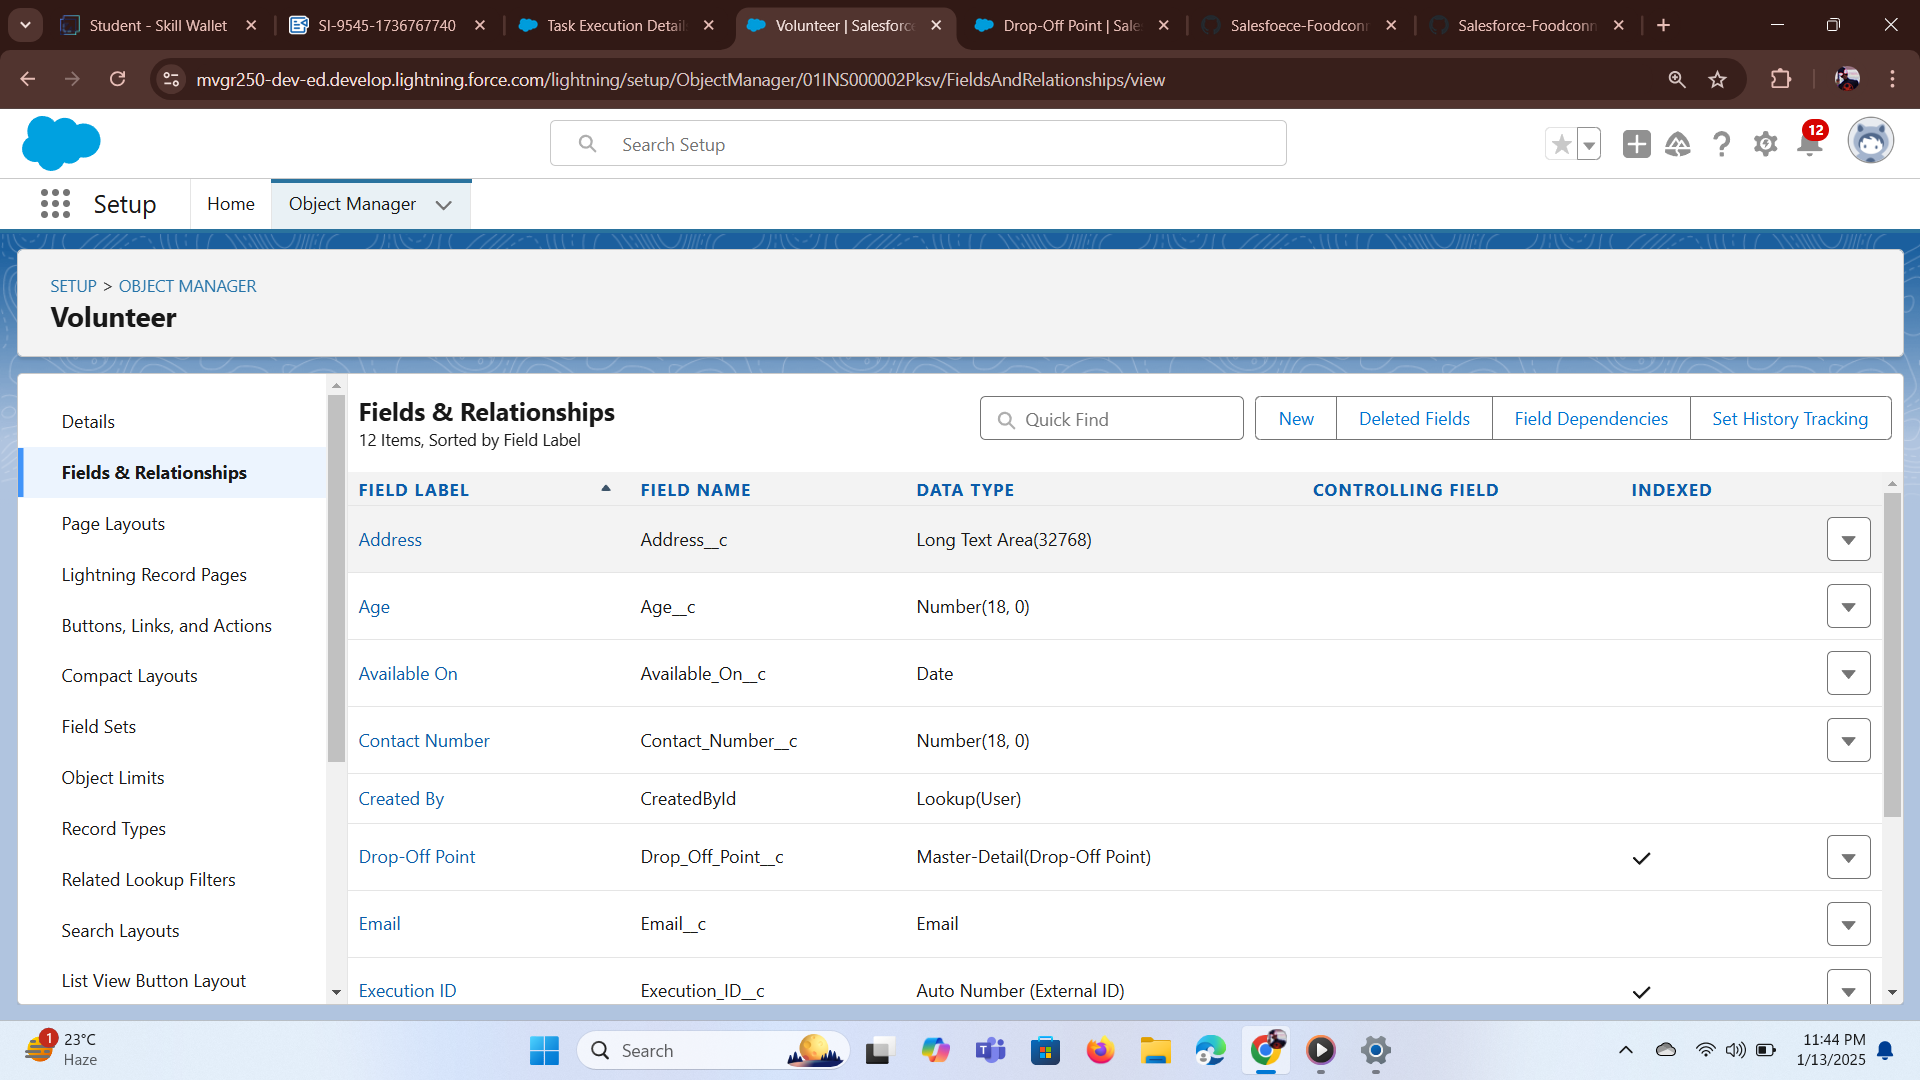 Student - Skill Wallet
SI-9545-1736767740
Task Execution Detail
Volunteer | Salesforc
Drop-Off Point | Sale
Salesfoece-Foodconn
Salesforce-Foodconn
mvgr250-dev-ed.develop.lightning.force.com/lightning/setup/ObjectManager/01INS000002Pksv/FieldsAndRelationships/view
Search Setup
12
Setup
Home
Object Manager
SETUP > OBJECT MANAGER
Volunteer
Details
Fields & Relationships
Page Layouts
Lightning Record Pages
Buttons, Links, and Actions
Compact Layouts
Field Sets
Object Limits
Record Types
Related Lookup Filters
Search Layouts
List View Button Layout
Fields & Relationships
12 Items, Sorted by Field Label
Quick Find
New
Deleted Fields
Field Dependencies
Set History Tracking
FIELD LABEL FIELD NAME DATA TYPE CONTROLLING FIELD INDEXED
Address Address__c Long Text Area(32768)
Age Age__c Number(18, 0)
Available On Available_On__c Date
Contact Number Contact_Number__c Number(18, 0)
Created By CreatedById Lookup(User)
Drop-Off Point Drop_Off_Point__c Master-Detail(Drop-Off Point)
Email Email__c Email
Execution ID Execution_ID__c Auto Number (External ID)
1
23°C
Haze
Search
11:44 PM
1/13/2025